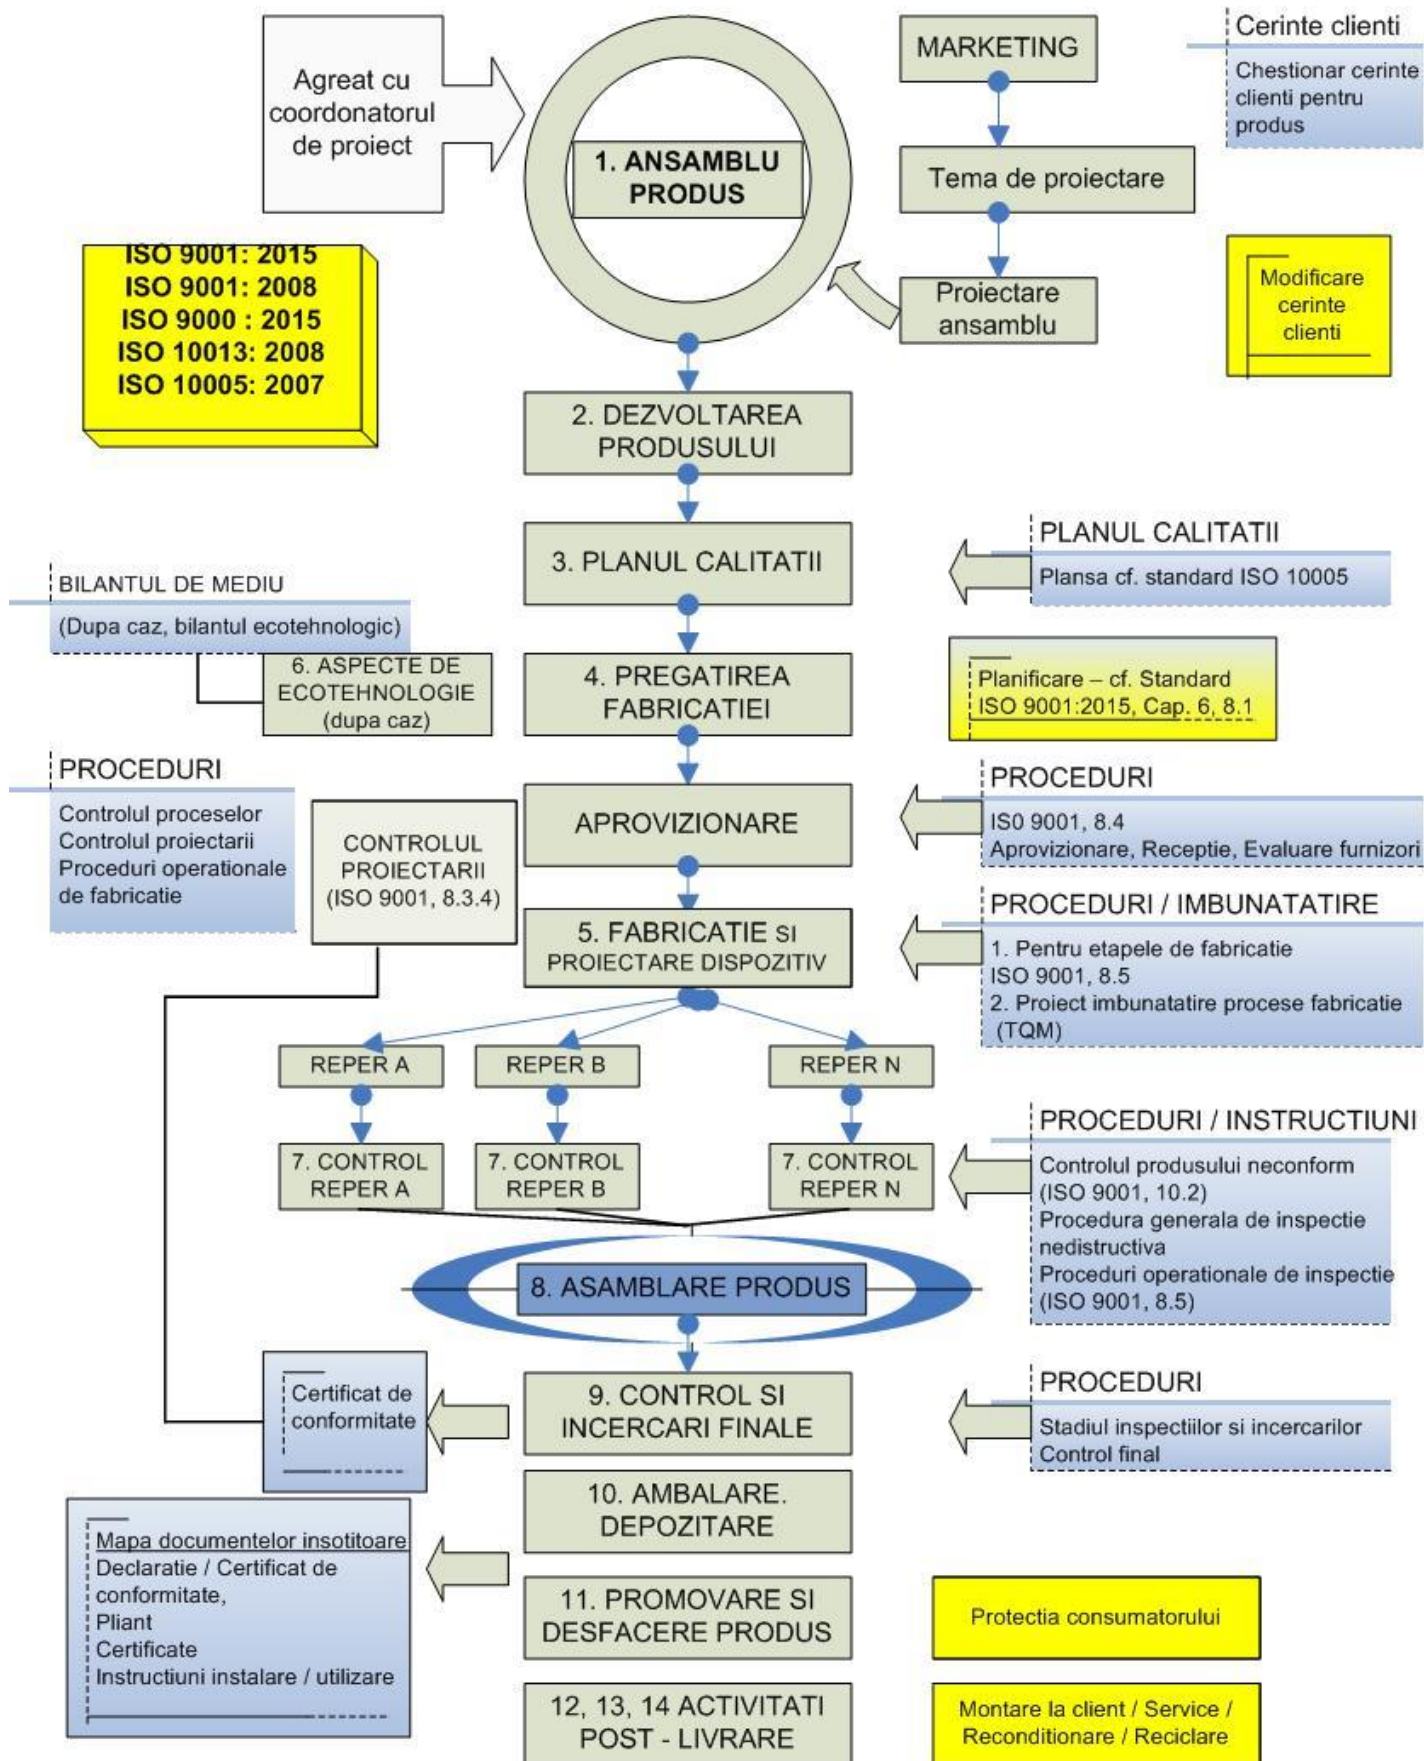 Agreat cu
coordonatorul
de proiect
1. ANSAMBLU
PRODUS
MARKETING
Tema de proiectare
Proiectare
ansamblu
Cerinte clienti
Chestionar cerinte
clienti pentru
produs
ISO 9001: 2015
ISO 9001: 2008
ISO 9000 : 2015
ISO 10013: 2008
ISO 10005: 2007
Modificare
cerinte
clienti
2. DEZVOLTAREA
PRODUSULUI
3. PLANUL CALITATII
PLANUL CALITATII
Plansa cf. standard ISO 10005
BILANTUL DE MEDIU
(Dupa caz, bilantul ecotehnologic)
6. ASPECTE DE
ECOTEHNOLOGIE
(dupa caz)
4. PREGATIREA
FABRICATIEI
Planificare – cf. Standard
ISO 9001:2015, Cap. 6, 8.1
PROCEDURI
Controlul proceselor
Controlul proiectarii
Proceduri operationale
de fabricatie
CONTROLUL
PROIECTARII
(ISO 9001, 8.3.4)
APROVIZIONARE
PROCEDURI
IS0 9001, 8.4
Aprovizionare, Receptie, Evaluare furnizori
5. FABRICATIE SI
PROIECTARE DISPOZITIV
PROCEDURI / IMBUNATATIRE
1. Pentru etapele de fabricatie
ISO 9001, 8.5
2. Proiect imbunatatire procese fabricatie
(TQM)
REPER A
REPER B
REPER N
7. CONTROL
REPER A
7. CONTROL
REPER B
7. CONTROL
REPER N
PROCEDURI / INSTRUCTIUNI
Controlul produsului neconform
(ISO 9001, 10.2)
Procedura generala de inspectie
nedistructiva
Proceduri operationale de inspectie
(ISO 9001, 8.5)
8. ASAMBLARE PRODUS
Certificat de
conformitate
9. CONTROL SI
INCERCARI FINALE
PROCEDURI
Stadiul inspectiilor si incercarilor
Control final
10. AMBALARE.
DEPOZITARE
Mapa documentelor insotitoare
Declaratie / Certificat de
conformitate,
Pliant
Certificate
Instructiuni instalare / utilizare
11. PROMOVARE SI
DESFACERE PRODUS
Protectia consumatorului
12, 13, 14 ACTIVITATI
POST - LIVRARE
Montare la client / Service /
Reconditionare / Reciclare